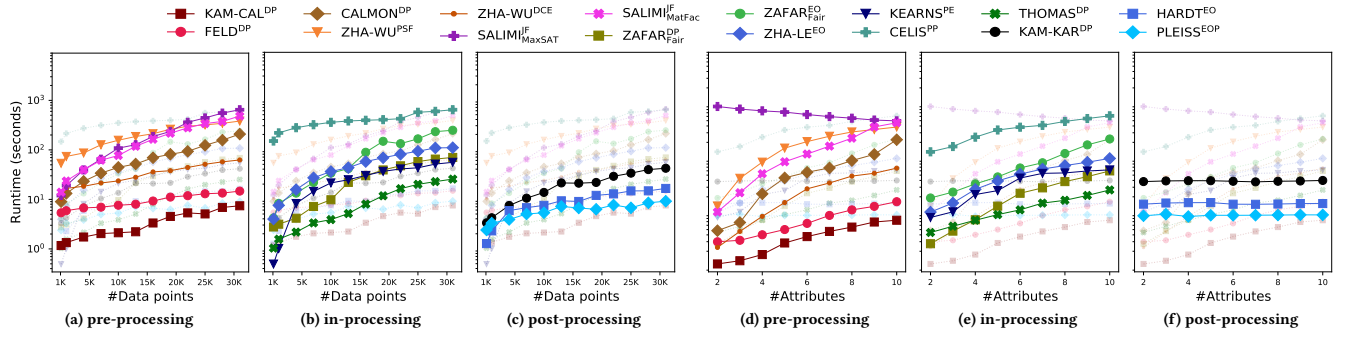 KAM-CAL^DP CALMON^DP ZHA-WU^DCE SALIMI^JF_MatFac ZAFAR^EO_Fair KEARNS^PE THOMAS^DP HARDT^EO
FELD^DP ZHA-WU^PSF SALIMI^JF_MaxSAT ZAFAR^DP_Fair ZHA-LE^EO CELIS^PP KAM-KAR^DP PLEISS^EOP
Runtime (seconds)
10^3
10^2
10^1
10^0
1K 5K 10K 15K 20K 25K 30K
1K 5K 10K 15K 20K 25K 30K
1K 5K 10K 15K 20K 25K 30K
2 4 6 8 10
2 4 6 8 10
2 4 6 8 10
#Data points
#Data points
#Data points
#Attributes
#Attributes
#Attributes
(a) pre-processing
(b) in-processing
(c) post-processing
(d) pre-processing
(e) in-processing
(f) post-processing